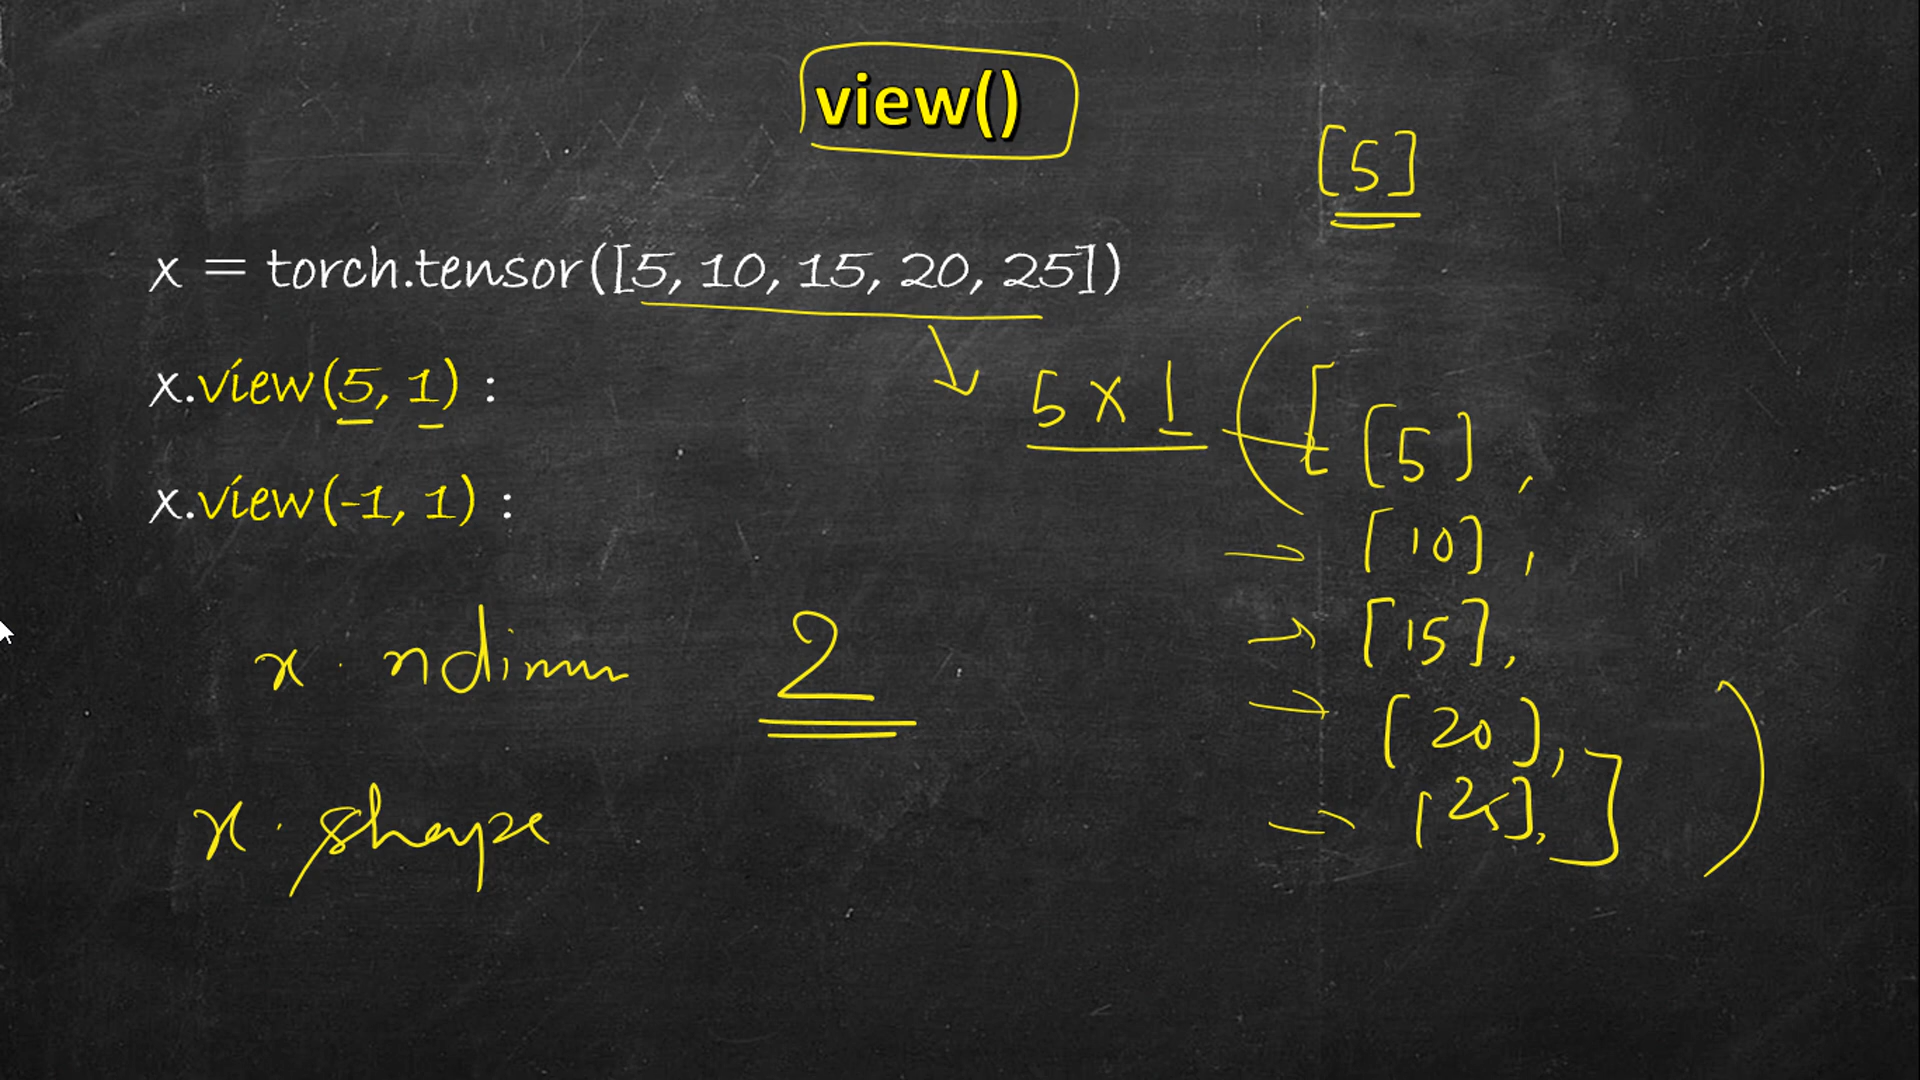 view()
[5]
x = torch.tensor([5, 10, 15, 20, 25])
x.view(5, 1) :
5 x 1
[ [5],
x.view(-1, 1) :
[10],
[15],
x . ndim 2
[20],
[25], ]
x . shape